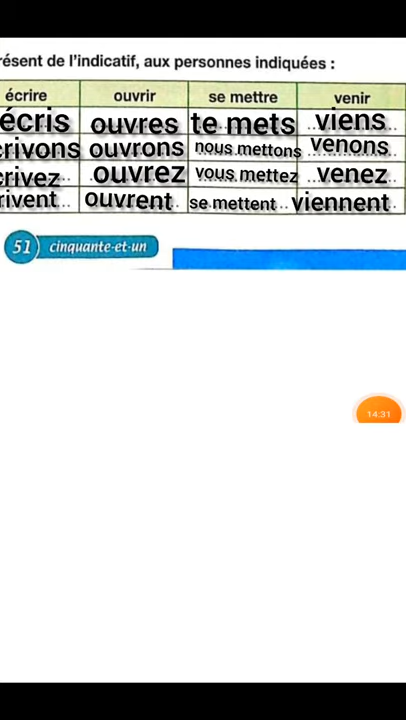 résent de l'indicatif, aux personnes indiquées :
écrire ouvrir se mettre venir
écris ouvres te mets viens
crivons ouvrons nous mettons venons
crivez ouvrez vous mettez venez
rivent ouvrent se mettent viennent
51 cinquante-et-un
14:31